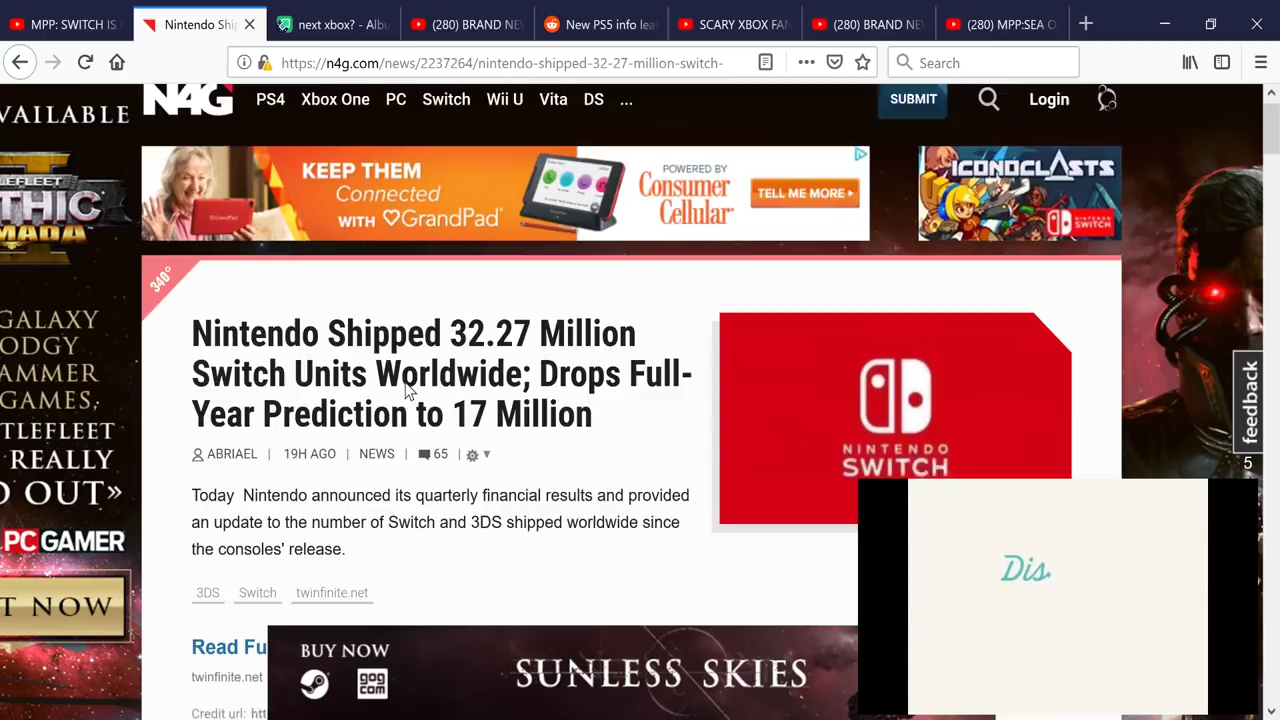 MPP: SWITCH IS
Nintendo Ship
next xbox? - Albu
(280) BRAND NE
New PS5 info lea
SCARY XBOX FAN
(280) BRAND NE
(280) MPP:SEA O
https://n4g.com/news/2237264/nintendo-shipped-32-27-million-switch-
Search
N4G
PS4
Xbox One
PC
Switch
Wii U
Vita
DS
...
SUBMIT
Login
AVAILABLE
THIC
MADA
GALAXY
ODGY
AMMER
GAMES,
TLEFLEET
REALLY
D OUT»
PC GAMER
T NOW
KEEP THEM
Connected
WITH GrandPad®
POWERED BY
Consumer
Cellular®
TELL ME MORE
ICONOCLASTS
NINTENDO
SWITCH
340°
Nintendo Shipped 32.27 Million
Switch Units Worldwide; Drops Full-
Year Prediction to 17 Million
ABRIAEL | 19H AGO | NEWS | 65 |
Today Nintendo announced its quarterly financial results and provided
an update to the number of Switch and 3DS shipped worldwide since
the consoles' release.
3DS
Switch
twinfinite.net
NINTENDO
SWITCH
feedback
5
Dis.
Read Fu
twinfinite.net
Credit url: htt
BUY NOW
GOG
COM
SUNLESS SKIES